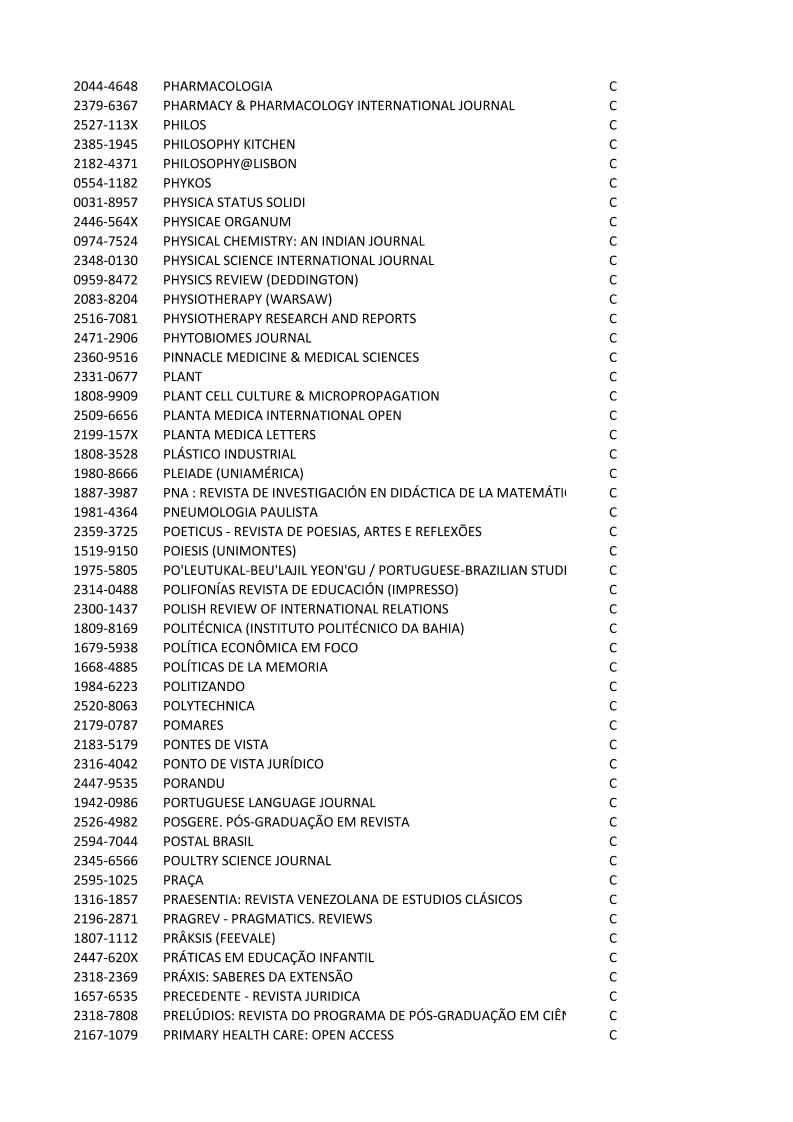 2044-4648 PHARMACOLOGIA C
2379-6367 PHARMACY & PHARMACOLOGY INTERNATIONAL JOURNAL C
2527-113X PHILOS C
2385-1945 PHILOSOPHY KITCHEN C
2182-4371 PHILOSOPHY@LISBON C
0554-1182 PHYKOS C
0031-8957 PHYSICA STATUS SOLIDI C
2446-564X PHYSICAE ORGANUM C
0974-7524 PHYSICAL CHEMISTRY: AN INDIAN JOURNAL C
2348-0130 PHYSICAL SCIENCE INTERNATIONAL JOURNAL C
0959-8472 PHYSICS REVIEW (DEDDINGTON) C
2083-8204 PHYSIOTHERAPY (WARSAW) C
2516-7081 PHYSIOTHERAPY RESEARCH AND REPORTS C
2471-2906 PHYTOBIOMES JOURNAL C
2360-9516 PINNACLE MEDICINE & MEDICAL SCIENCES C
2331-0677 PLANT C
1808-9909 PLANT CELL CULTURE & MICROPROPAGATION C
2509-6656 PLANTA MEDICA INTERNATIONAL OPEN C
2199-157X PLANTA MEDICA LETTERS C
1808-3528 PLÁSTICO INDUSTRIAL C
1980-8666 PLEIADE (UNIAMÉRICA) C
1887-3987 PNA : REVISTA DE INVESTIGACIÓN EN DIDÁCTICA DE LA MATEMÁTI C
1981-4364 PNEUMOLOGIA PAULISTA C
2359-3725 POETICUS - REVISTA DE POESIAS, ARTES E REFLEXÕES C
1519-9150 POIESIS (UNIMONTES) C
1975-5805 PO'LEUTUKAL-BEU'LAJIL YEON'GU / PORTUGUESE-BRAZILIAN STUDI C
2314-0488 POLIFONÍAS REVISTA DE EDUCACIÓN (IMPRESSO) C
2300-1437 POLISH REVIEW OF INTERNATIONAL RELATIONS C
1809-8169 POLITÉCNICA (INSTITUTO POLITÉCNICO DA BAHIA) C
1679-5938 POLÍTICA ECONÔMICA EM FOCO C
1668-4885 POLÍTICAS DE LA MEMORIA C
1984-6223 POLITIZANDO C
2520-8063 POLYTECHNICA C
2179-0787 POMARES C
2183-5179 PONTES DE VISTA C
2316-4042 PONTO DE VISTA JURÍDICO C
2447-9535 PORANDU C
1942-0986 PORTUGUESE LANGUAGE JOURNAL C
2526-4982 POSGERE. PÓS-GRADUAÇÃO EM REVISTA C
2594-7044 POSTAL BRASIL C
2345-6566 POULTRY SCIENCE JOURNAL C
2595-1025 PRAÇA C
1316-1857 PRAESENTIA: REVISTA VENEZOLANA DE ESTUDIOS CLÁSICOS C
2196-2871 PRAGREV - PRAGMATICS. REVIEWS C
1807-1112 PRÂKSIS (FEEVALE) C
2447-620X PRÁTICAS EM EDUCAÇÃO INFANTIL C
2318-2369 PRÁXIS: SABERES DA EXTENSÃO C
1657-6535 PRECEDENTE - REVISTA JURIDICA C
2318-7808 PRELÚDIOS: REVISTA DO PROGRAMA DE PÓS-GRADUAÇÃO EM CIÊN C
2167-1079 PRIMARY HEALTH CARE: OPEN ACCESS C